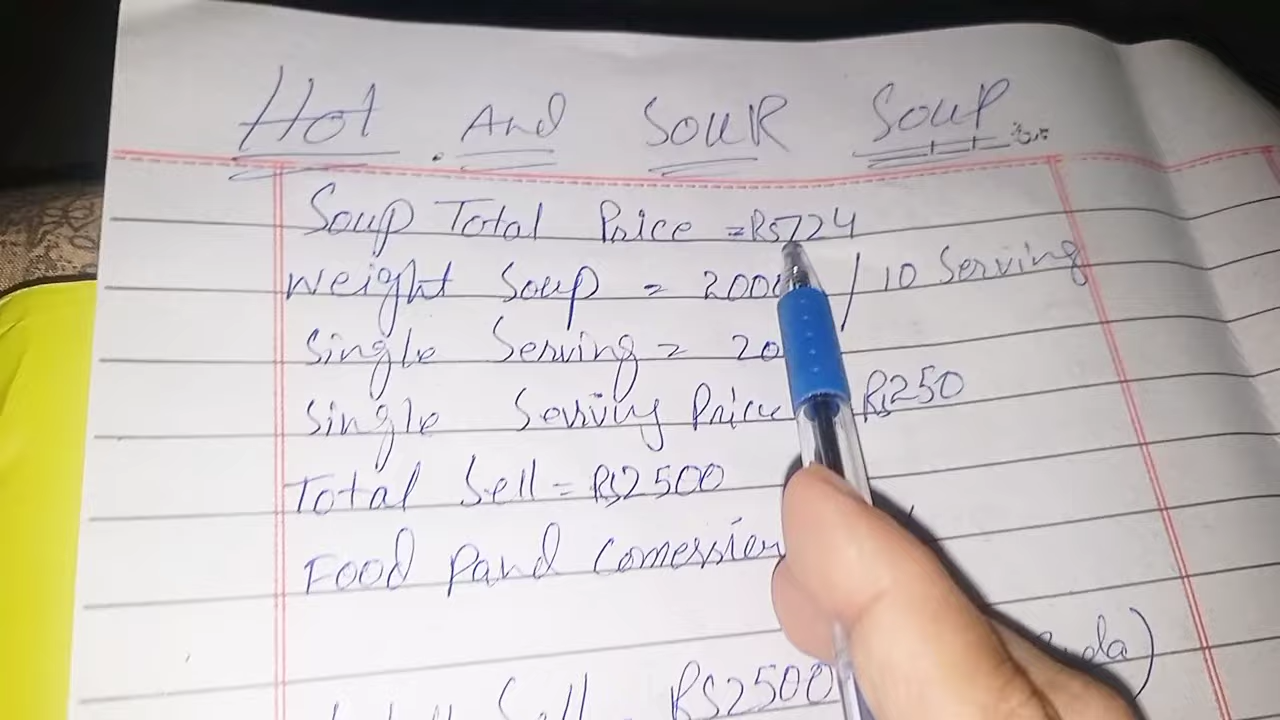 Hot And SOUR SOUP
Soup Total Price =Rs724
Weight Soup = 200 / 10 Serving
Single Serving = 20
Single Serving Price Rs250
Total Sell = Rs2500
FOOD Pand Comession
Sell Rs2500